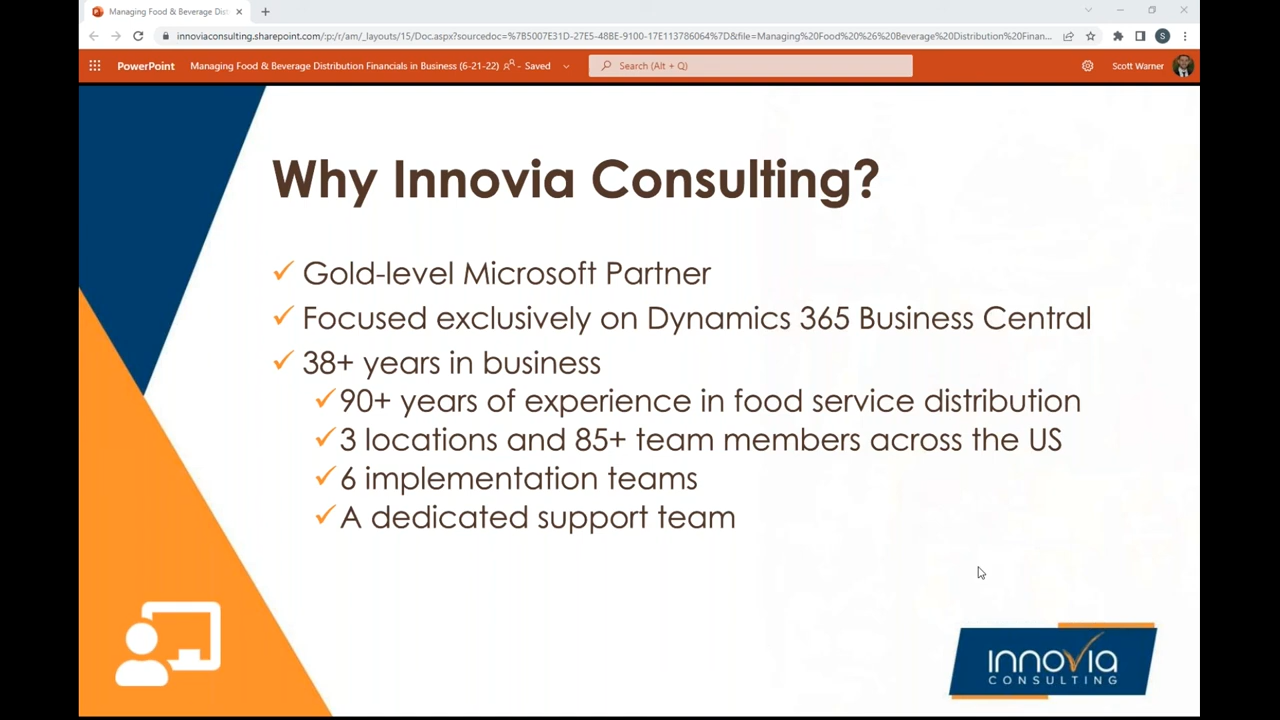 Managing Food & Beverage Dist
innoviaconsulting.sharepoint.com/:p:/r/am/_layouts/15/Doc.aspx?sourcedoc=%7B5007E31D-27E5-48BE-9100-17E113786064%7D&file=Managing%20Food%20%26%20Beverage%20Distribution%20Finan...
S
PowerPoint
Managing Food & Beverage Distribution Financials in Business (6-21-22) - Saved
Search (Alt + Q)
Scott Warner
Why Innovia Consulting?
✓ Gold-level Microsoft Partner
✓ Focused exclusively on Dynamics 365 Business Central
✓ 38+ years in business
✓ 90+ years of experience in food service distribution
✓ 3 locations and 85+ team members across the US
✓ 6 implementation teams
✓ A dedicated support team
innovia
CONSULTING